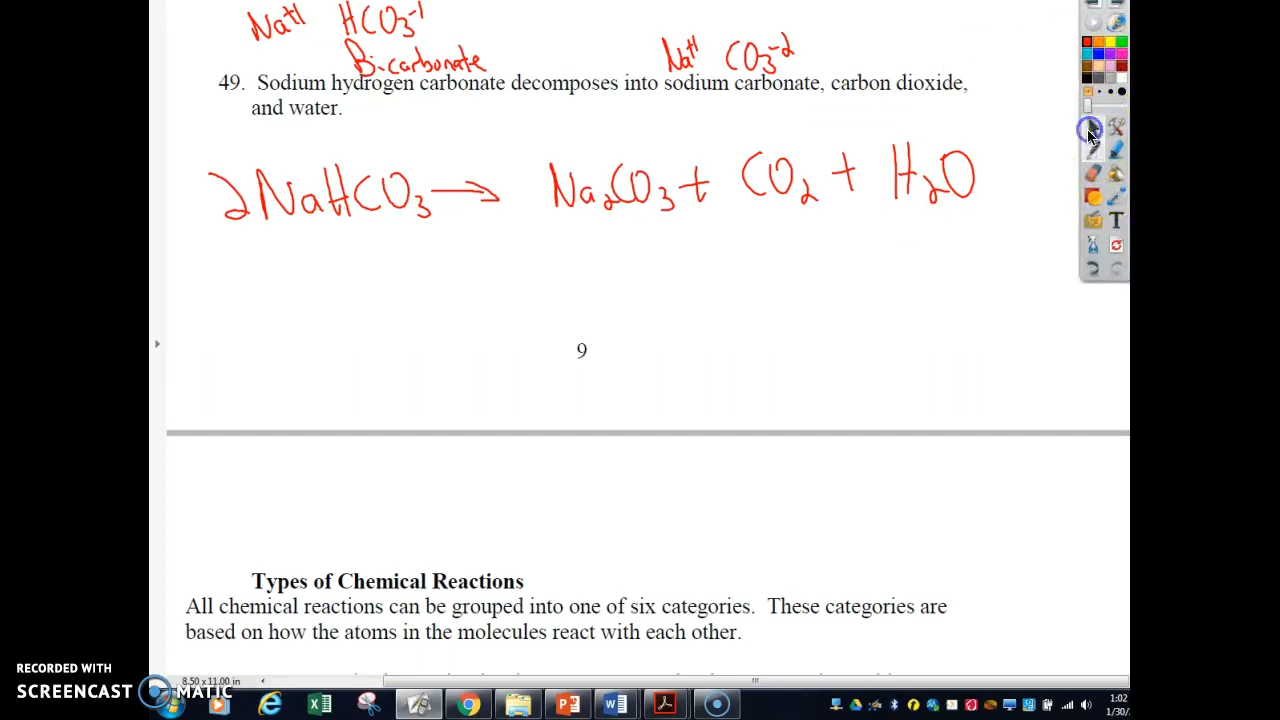 Na+1 HCO3-1
Bi-carbonate Na+1 CO3-2
49. Sodium hydrogen carbonate decomposes into sodium carbonate, carbon dioxide,
and water.
2NaHCO3 → Na2CO3 + CO2 + H2O
9
Types of Chemical Reactions
All chemical reactions can be grouped into one of six categories. These categories are
based on how the atoms in the molecules react with each other.
RECORDED WITH
SCREENCAST MATIC
8.50 x 11.00 in
1:02
1/30/